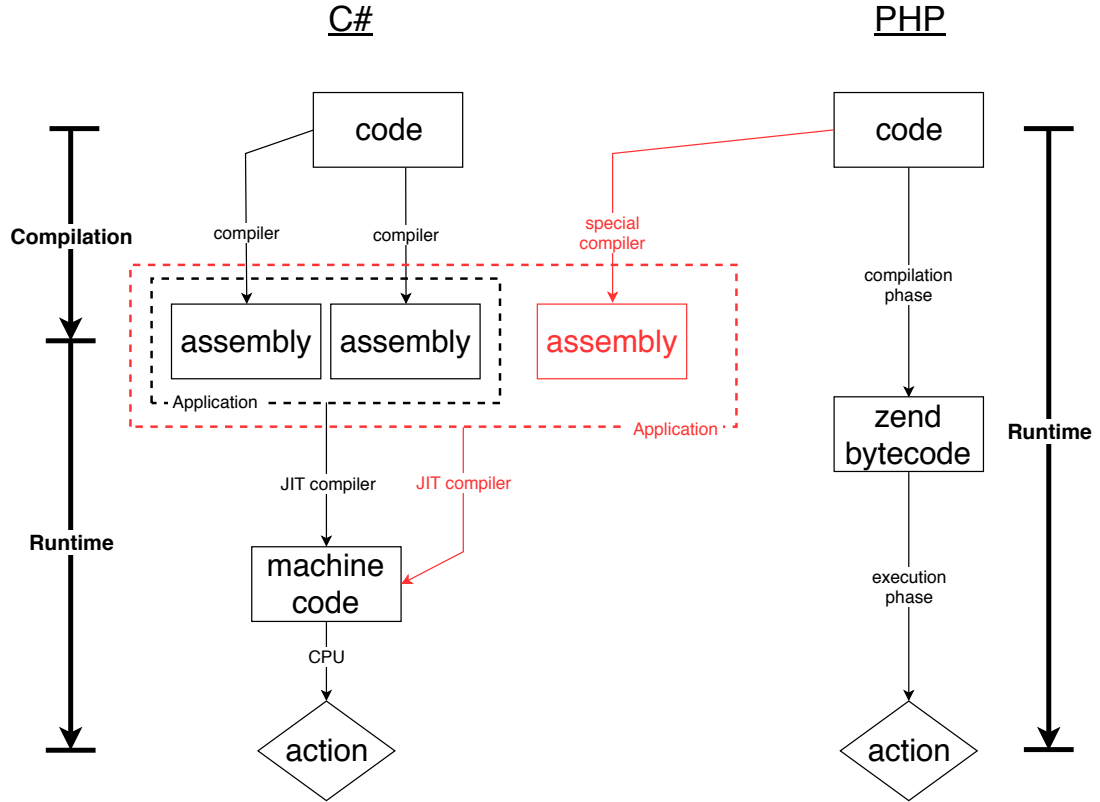 C#
PHP
code
code
Compilation
compiler
compiler
special
compiler
compilation
phase
assembly
assembly
assembly
Application
Application
zend
bytecode
Runtime
JIT compiler
JIT compiler
Runtime
machine
code
execution
phase
CPU
action
action